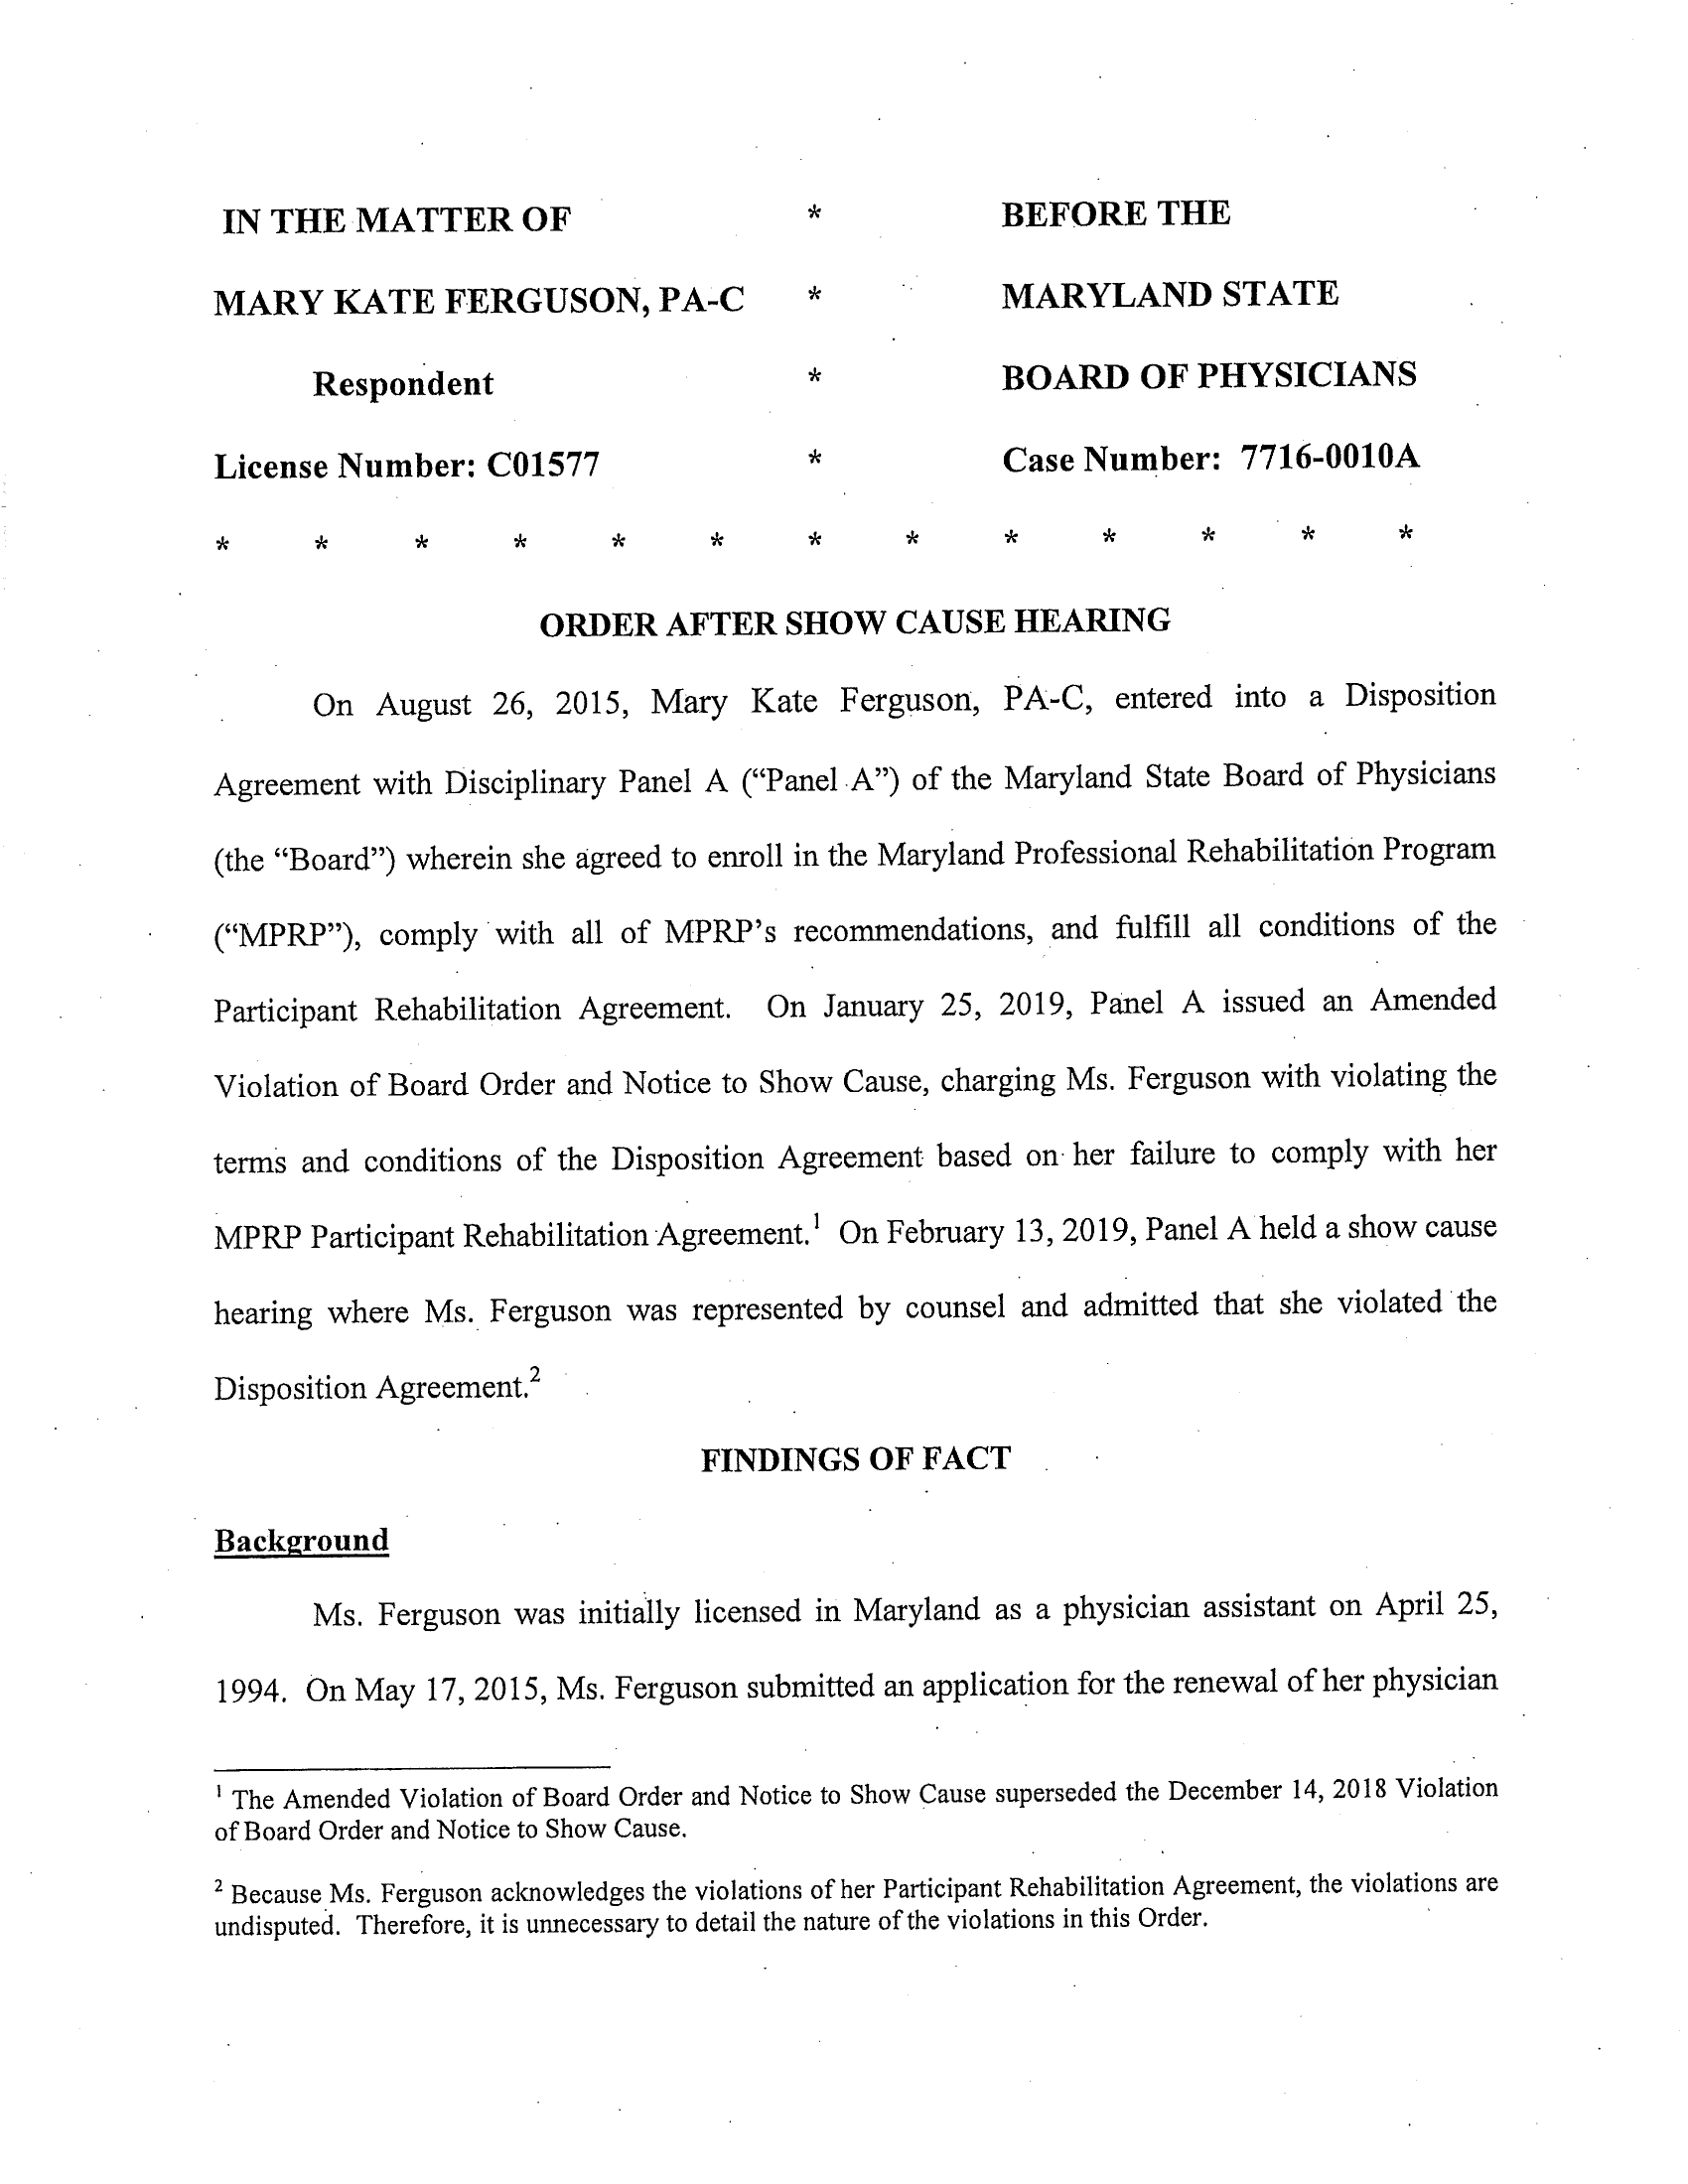 IN THE MATTER OF * BEFORE THE
MARY KATE FERGUSON, PA-C * MARYLAND STATE
Respondent * BOARD OF PHYSICIANS
License Number: C01577 * Case Number: 7716-0010A
* * * * * * * * * * * * *
ORDER AFTER SHOW CAUSE HEARING
On August 26, 2015, Mary Kate Ferguson, PA-C, entered into a Disposition
Agreement with Disciplinary Panel A (“Panel A”) of the Maryland State Board of Physicians
(the “Board”) wherein she agreed to enroll in the Maryland Professional Rehabilitation Program
(“MPRP”), comply with all of MPRP’s recommendations, and fulfill all conditions of the
Participant Rehabilitation Agreement. On January 25, 2019, Panel A issued an Amended
Violation of Board Order and Notice to Show Cause, charging Ms. Ferguson with violating the
terms and conditions of the Disposition Agreement based on her failure to comply with her
MPRP Participant Rehabilitation Agreement.¹ On February 13, 2019, Panel A held a show cause
hearing where Ms. Ferguson was represented by counsel and admitted that she violated the
Disposition Agreement.²
FINDINGS OF FACT
Background
Ms. Ferguson was initially licensed in Maryland as a physician assistant on April 25,
1994. On May 17, 2015, Ms. Ferguson submitted an application for the renewal of her physician
¹ The Amended Violation of Board Order and Notice to Show Cause superseded the December 14, 2018 Violation
of Board Order and Notice to Show Cause.
² Because Ms. Ferguson acknowledges the violations of her Participant Rehabilitation Agreement, the violations are
undisputed. Therefore, it is unnecessary to detail the nature of the violations in this Order.